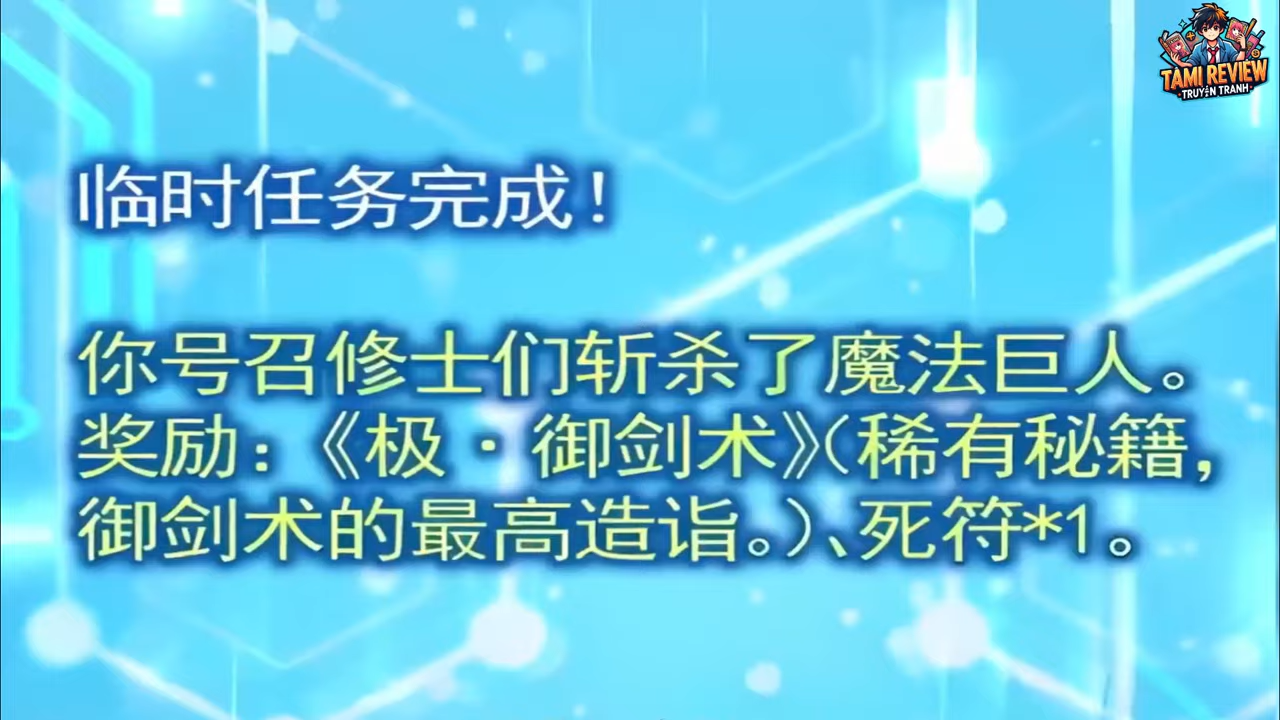 TAMI REVIEW
TRUYỆN TRANH
临时任务完成！
你号召修士们斩杀了魔法巨人。
奖励：《极·御剑术》（稀有秘籍，
御剑术的最高造诣。）、死符*1。